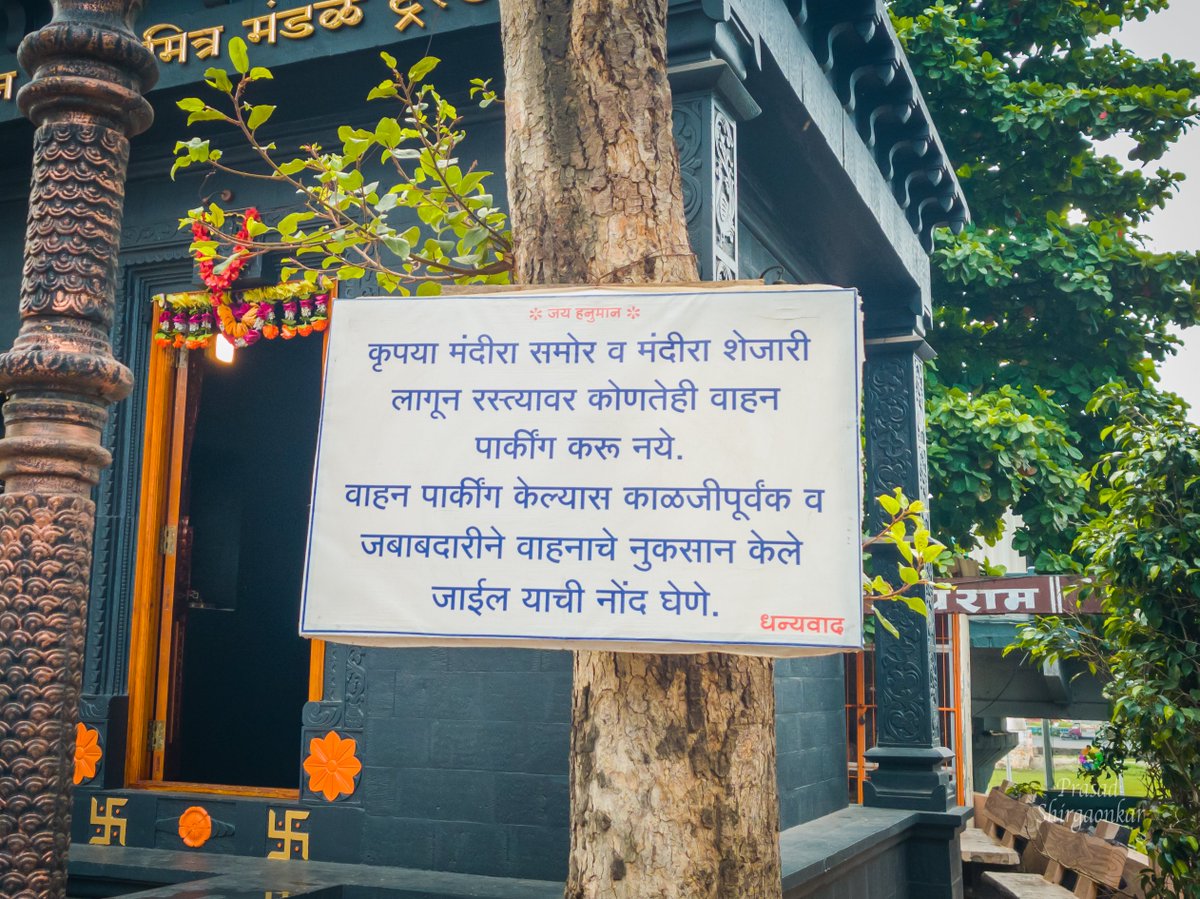 मित्र मंडळ ट्रस्ट
✲ जय हनुमान ✲
कृपया मंदीरा समोर व मंदीरा शेजारी
लागून रस्त्यावर कोणतेही वाहन
पार्कींग करू नये.
वाहन पार्कींग केल्यास काळजीपूर्वंक व
जबाबदारीने वाहनाचे नुकसान केले
जाईल याची नोंद घेणे.
धन्यवाद
Prasad
Shirgaonkar